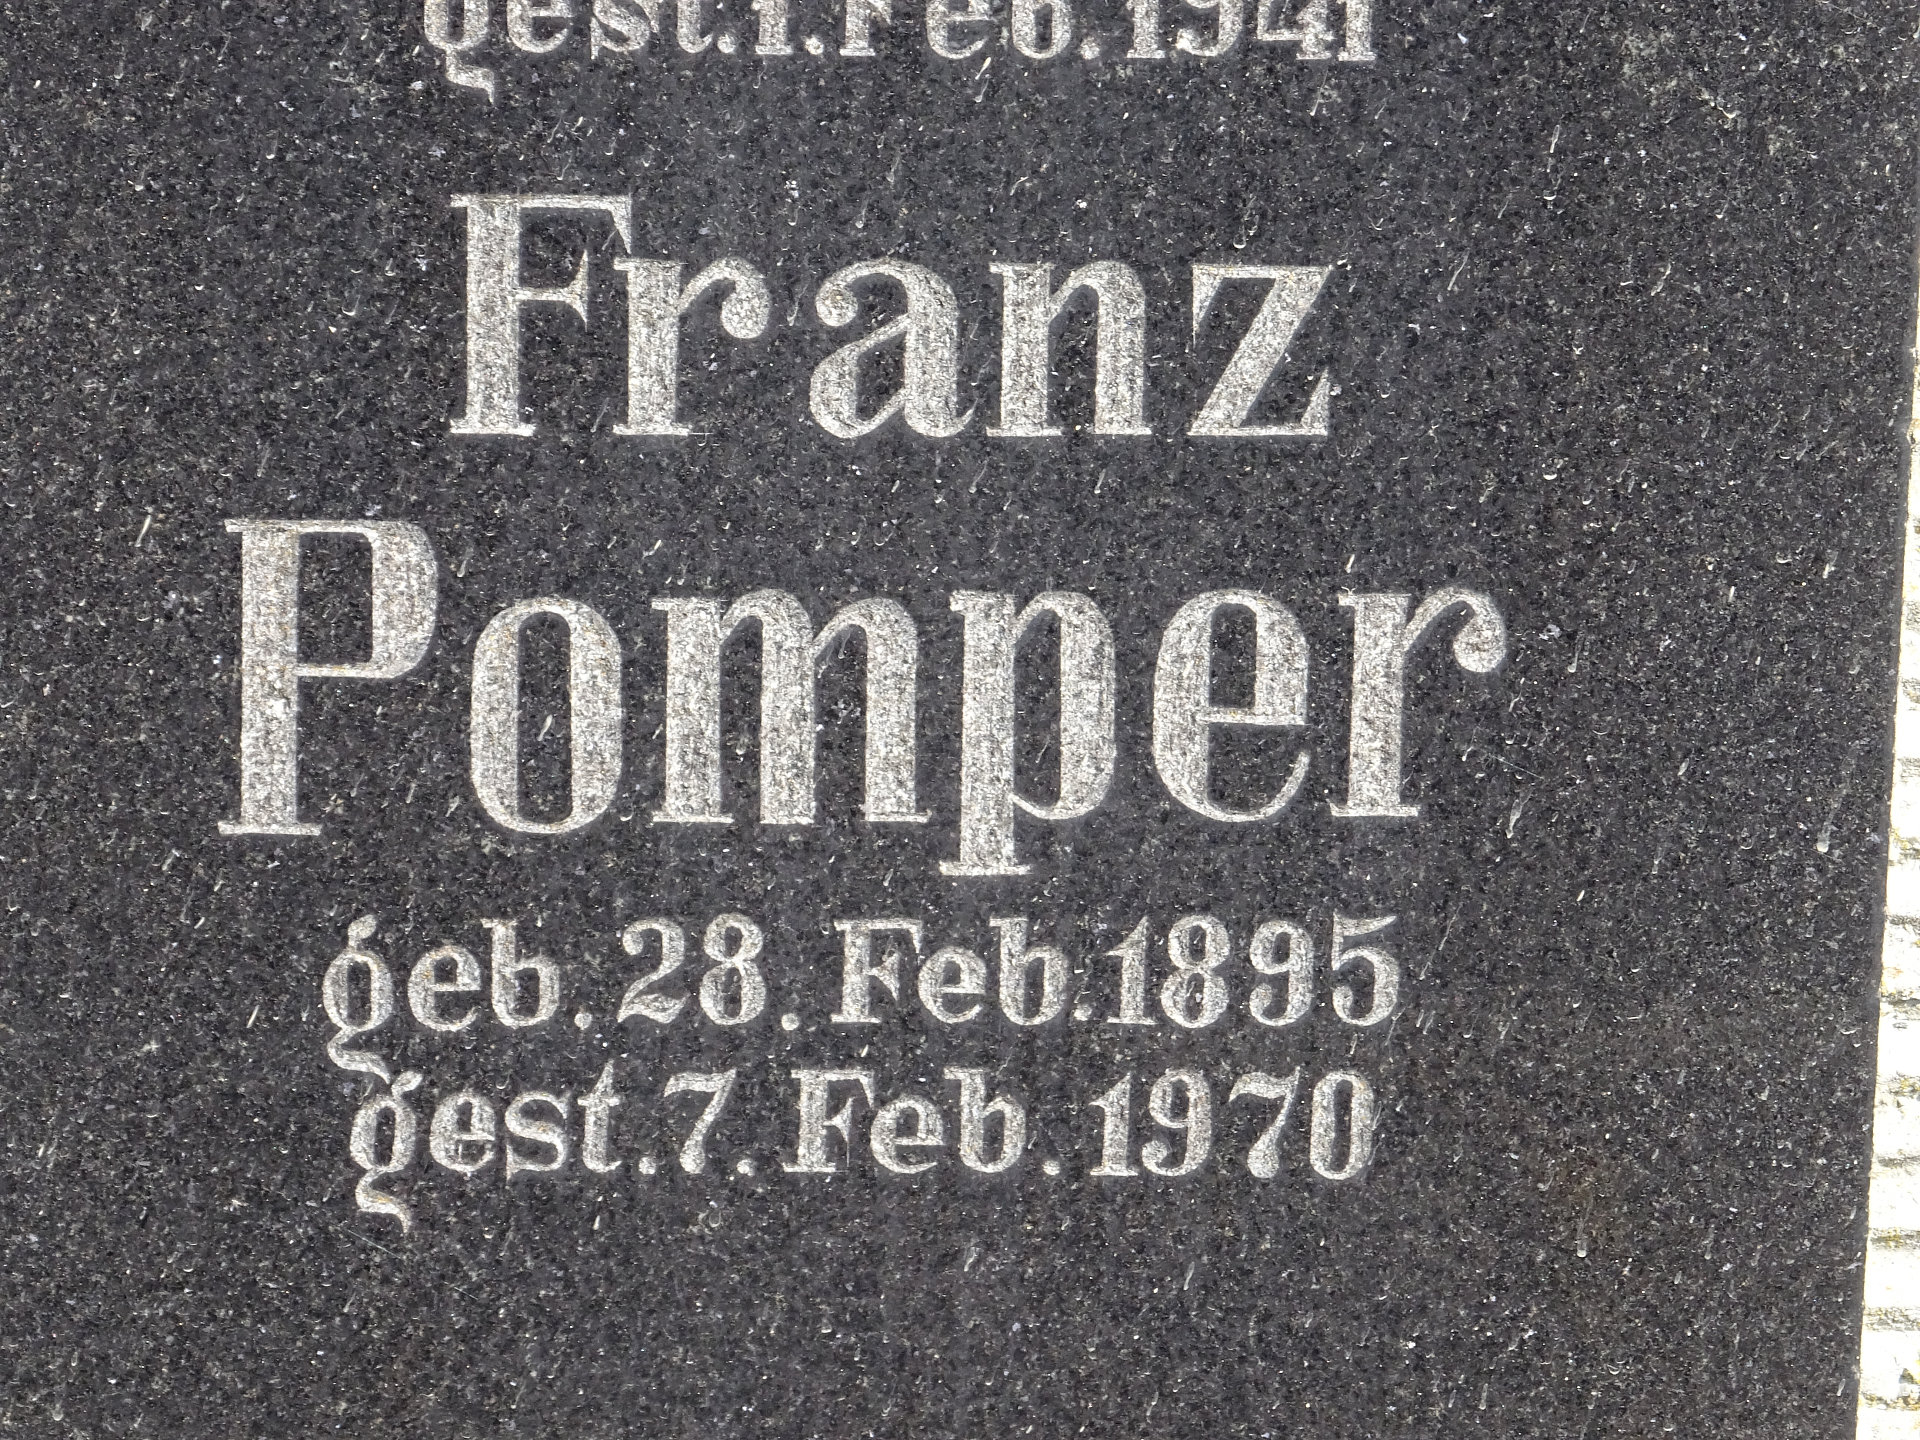 gest.1.Feb.1941
Franz
Pomper
geb.28.Feb.1895
gest.7.Feb.1970